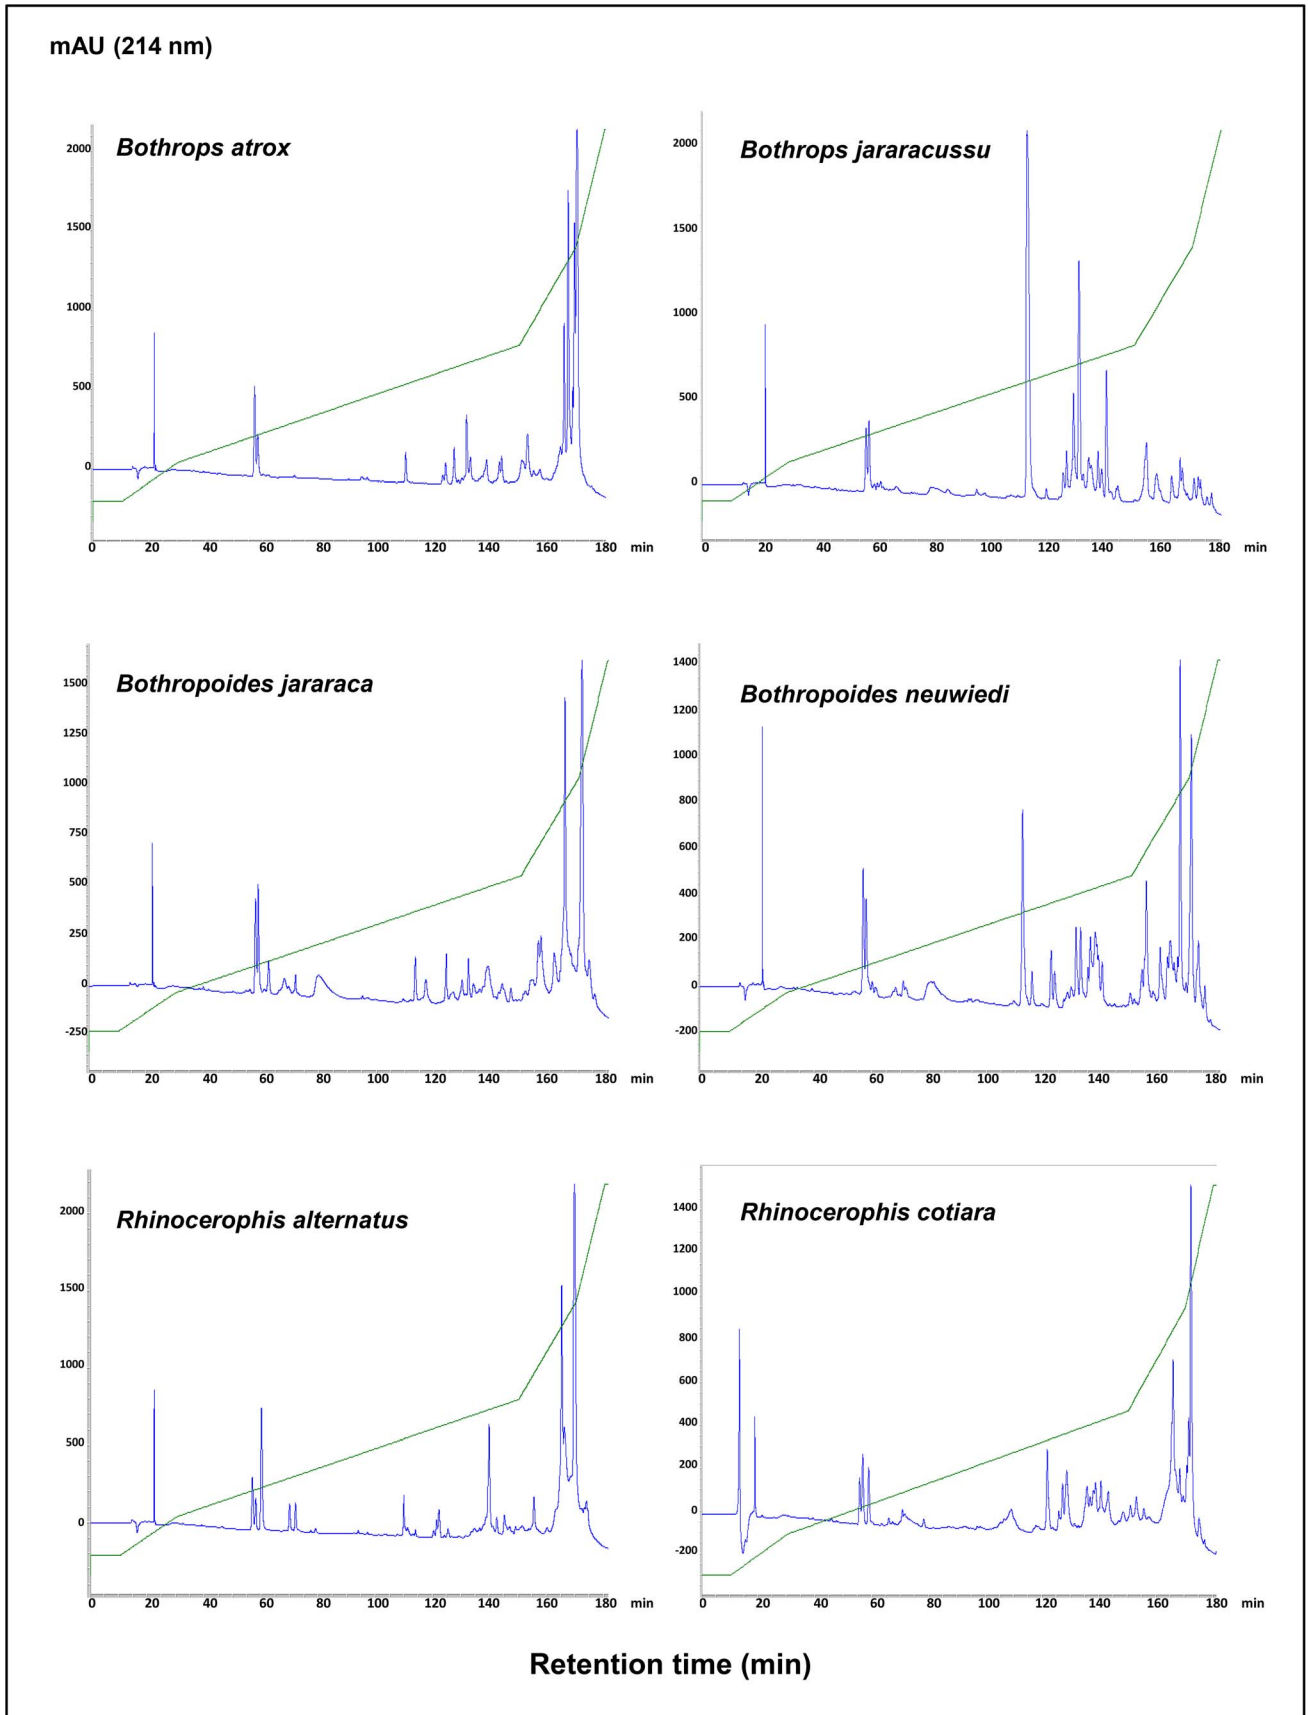 mAU (214 nm)
Bothrops atrox
2000
1500
1000
500
0
0 20 40 60 80 100 120 140 160 180 min
Bothrops jararacussu
2000
1500
1000
500
0
0 20 40 60 80 100 120 140 160 180 min
Bothropoides jararaca
1500
1250
1000
750
500
250
0
-250
0 20 40 60 80 100 120 140 160 180 min
Bothropoides neuwiedi
1400
1200
1000
800
600
400
200
0
-200
0 20 40 60 80 100 120 140 160 180 min
Rhinocerophis alternatus
2000
1500
1000
500
0
0 20 40 60 80 100 120 140 160 180 min
Rhinocerophis cotiara
1400
1200
1000
800
600
400
200
0
-200
0 20 40 60 80 100 120 140 160 180 min
Retention time (min)